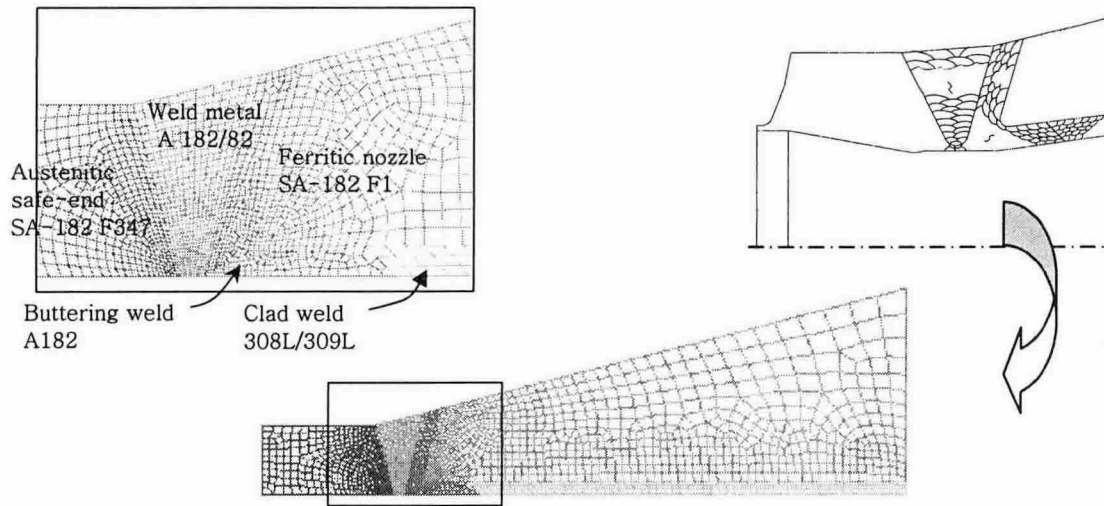 Weld metal
A 182/82
Ferritic nozzle
SA-182 F1
Austenitic
safe-end
SA-182 F347
Buttering weld
A182
Clad weld
308L/309L